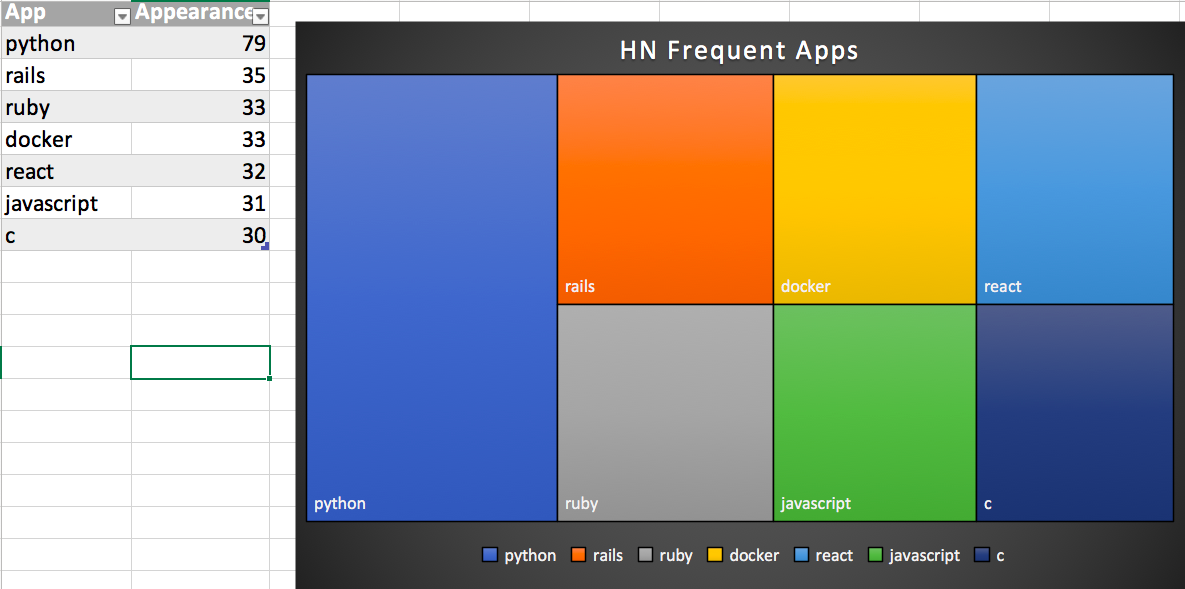 App Appearance
python 79
rails 35
ruby 33
docker 33
react 32
javascript 31
c 30
HN Frequent Apps
rails docker react
python ruby javascript c
python rails ruby docker react javascript c